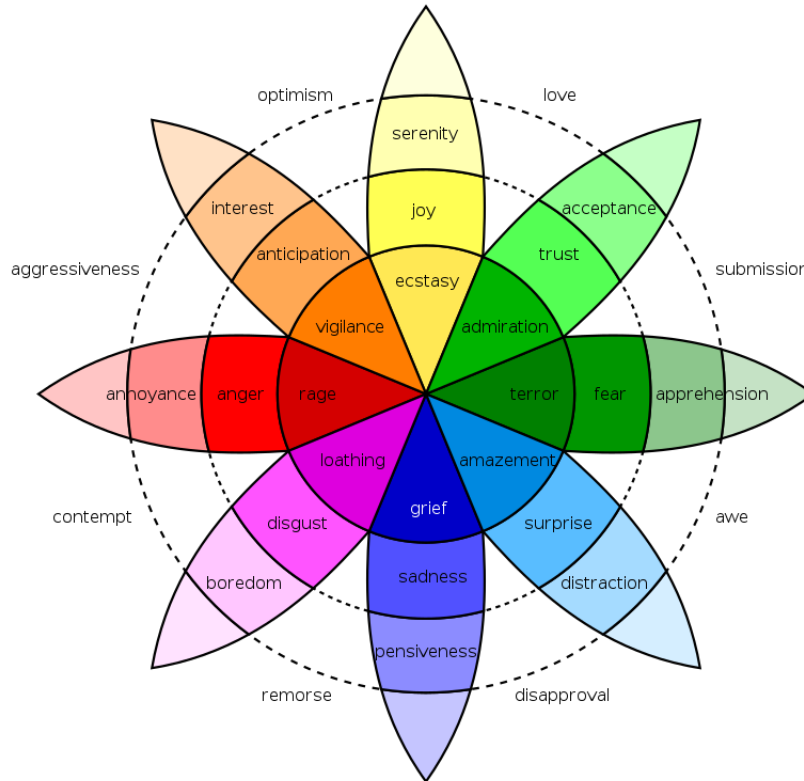 optimism
love
serenity
interest
joy
acceptance
anticipation
trust
aggressiveness
submission
ecstasy
vigilance
admiration
annoyance
anger
rage
terror
fear
apprehension
loathing
amazement
grief
contempt
disgust
surprise
awe
boredom
sadness
distraction
pensiveness
remorse
disapproval